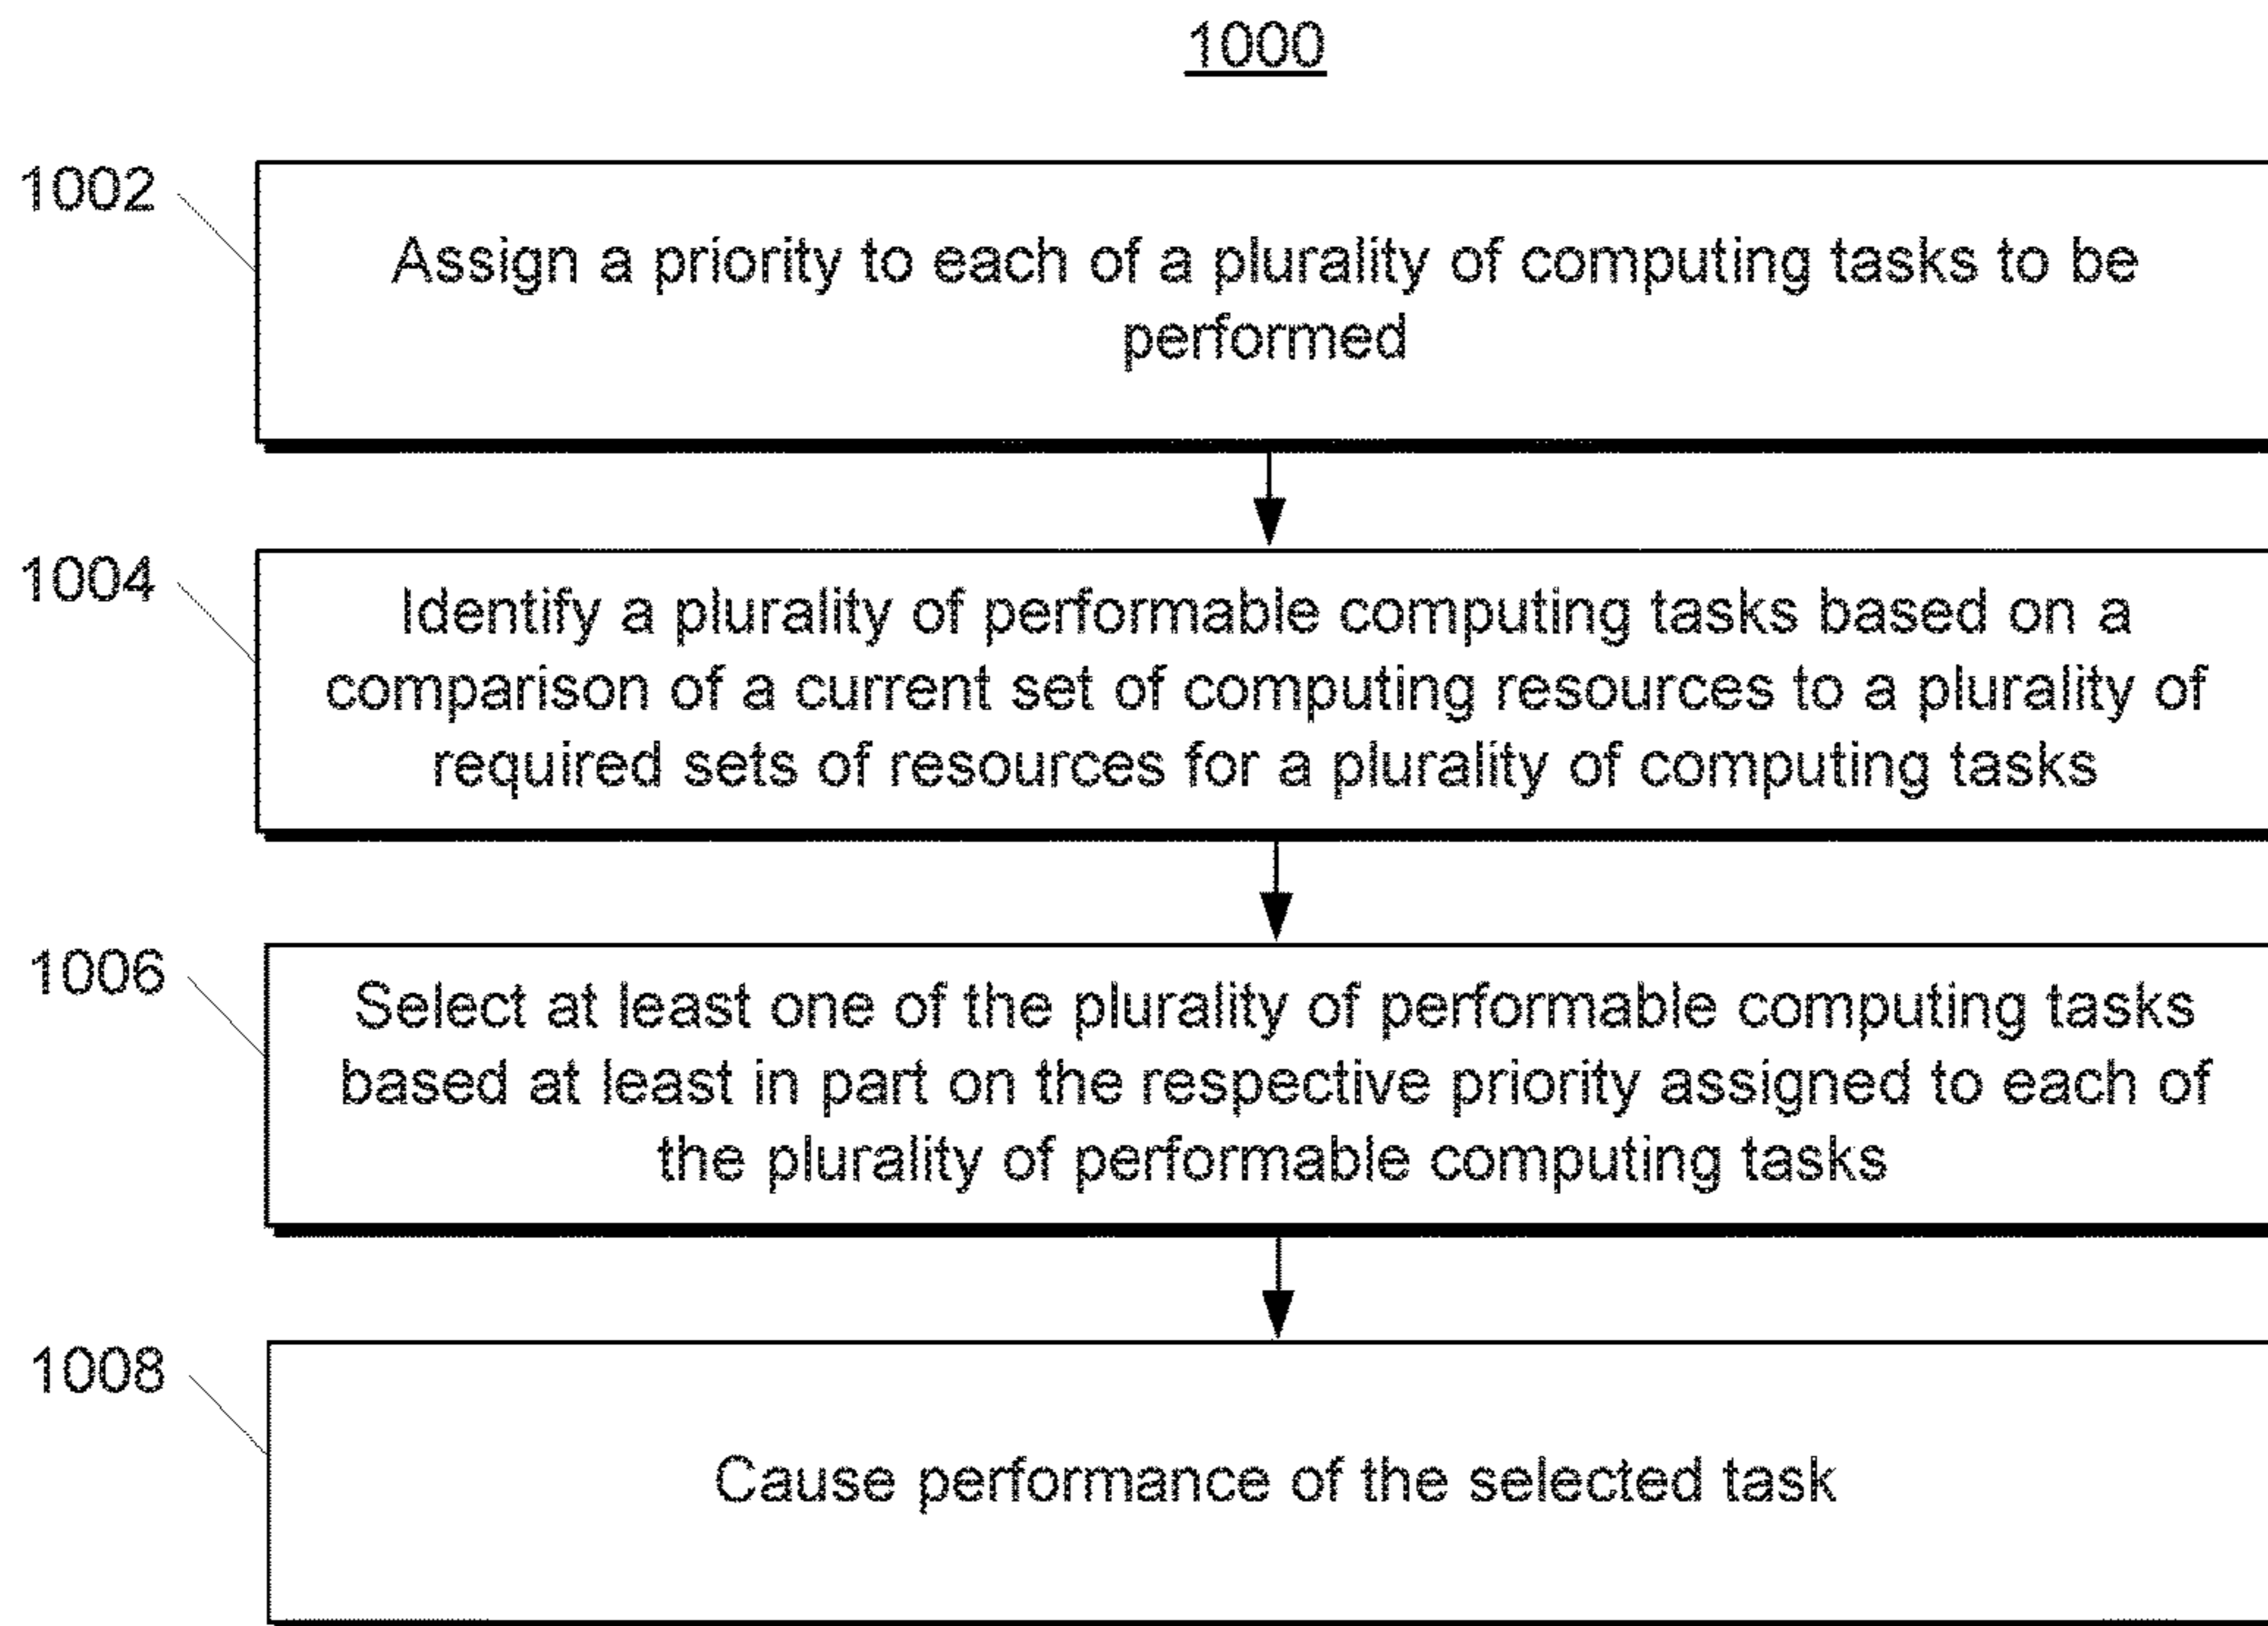 1000
1002
Assign a priority to each of a plurality of computing tasks to be
performed
1004
Identify a plurality of performable computing tasks based on a
comparison of a current set of computing resources to a plurality of
required sets of resources for a plurality of computing tasks
1006
Select at least one of the plurality of performable computing tasks
based at least in part on the respective priority assigned to each of
the plurality of performable computing tasks
1008
Cause performance of the selected task